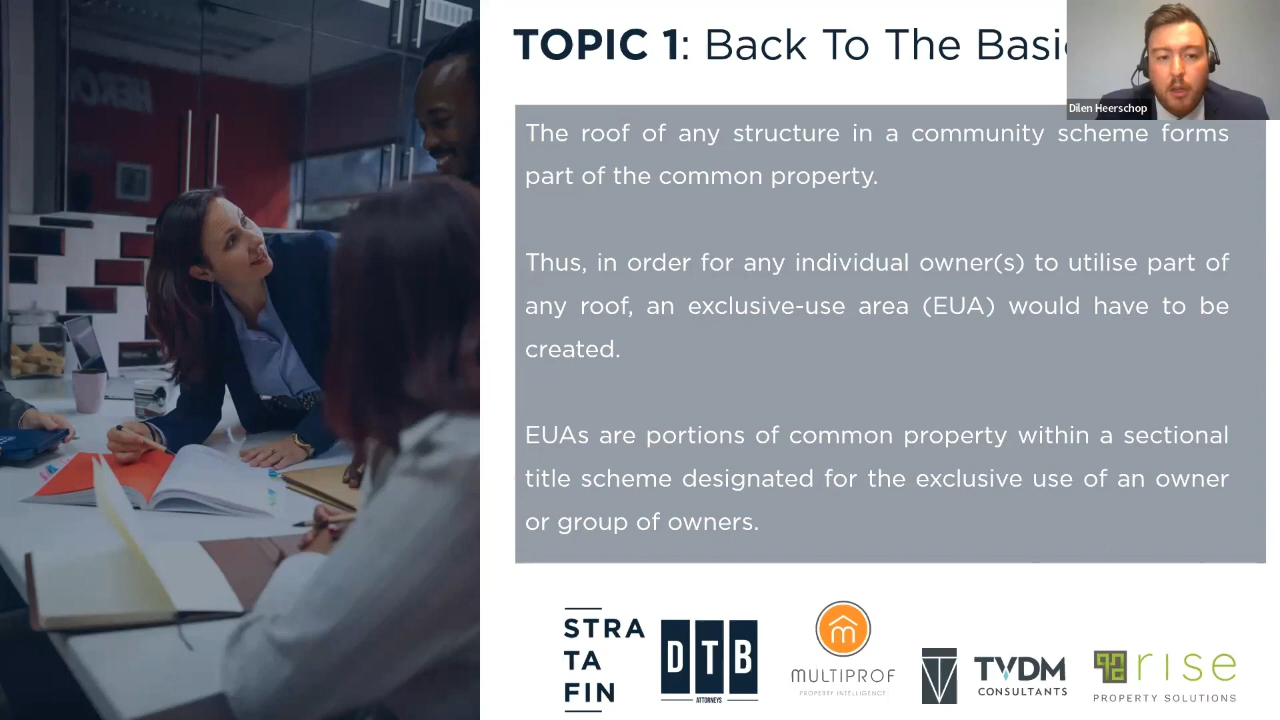 TOPIC 1: Back To The Basi
Dilen Heerschop
The roof of any structure in a community scheme forms
part of the common property.
Thus, in order for any individual owner(s) to utilise part of
any roof, an exclusive-use area (EUA) would have to be
created.
EUAs are portions of common property within a sectional
title scheme designated for the exclusive use of an owner
or group of owners.
STRA
TA
FIN
DTB
ATTORNEYS
MULTIPROF
PROPERTY INTELLIGENCE
TVDM
CONSULTANTS
rise
PROPERTY SOLUTIONS